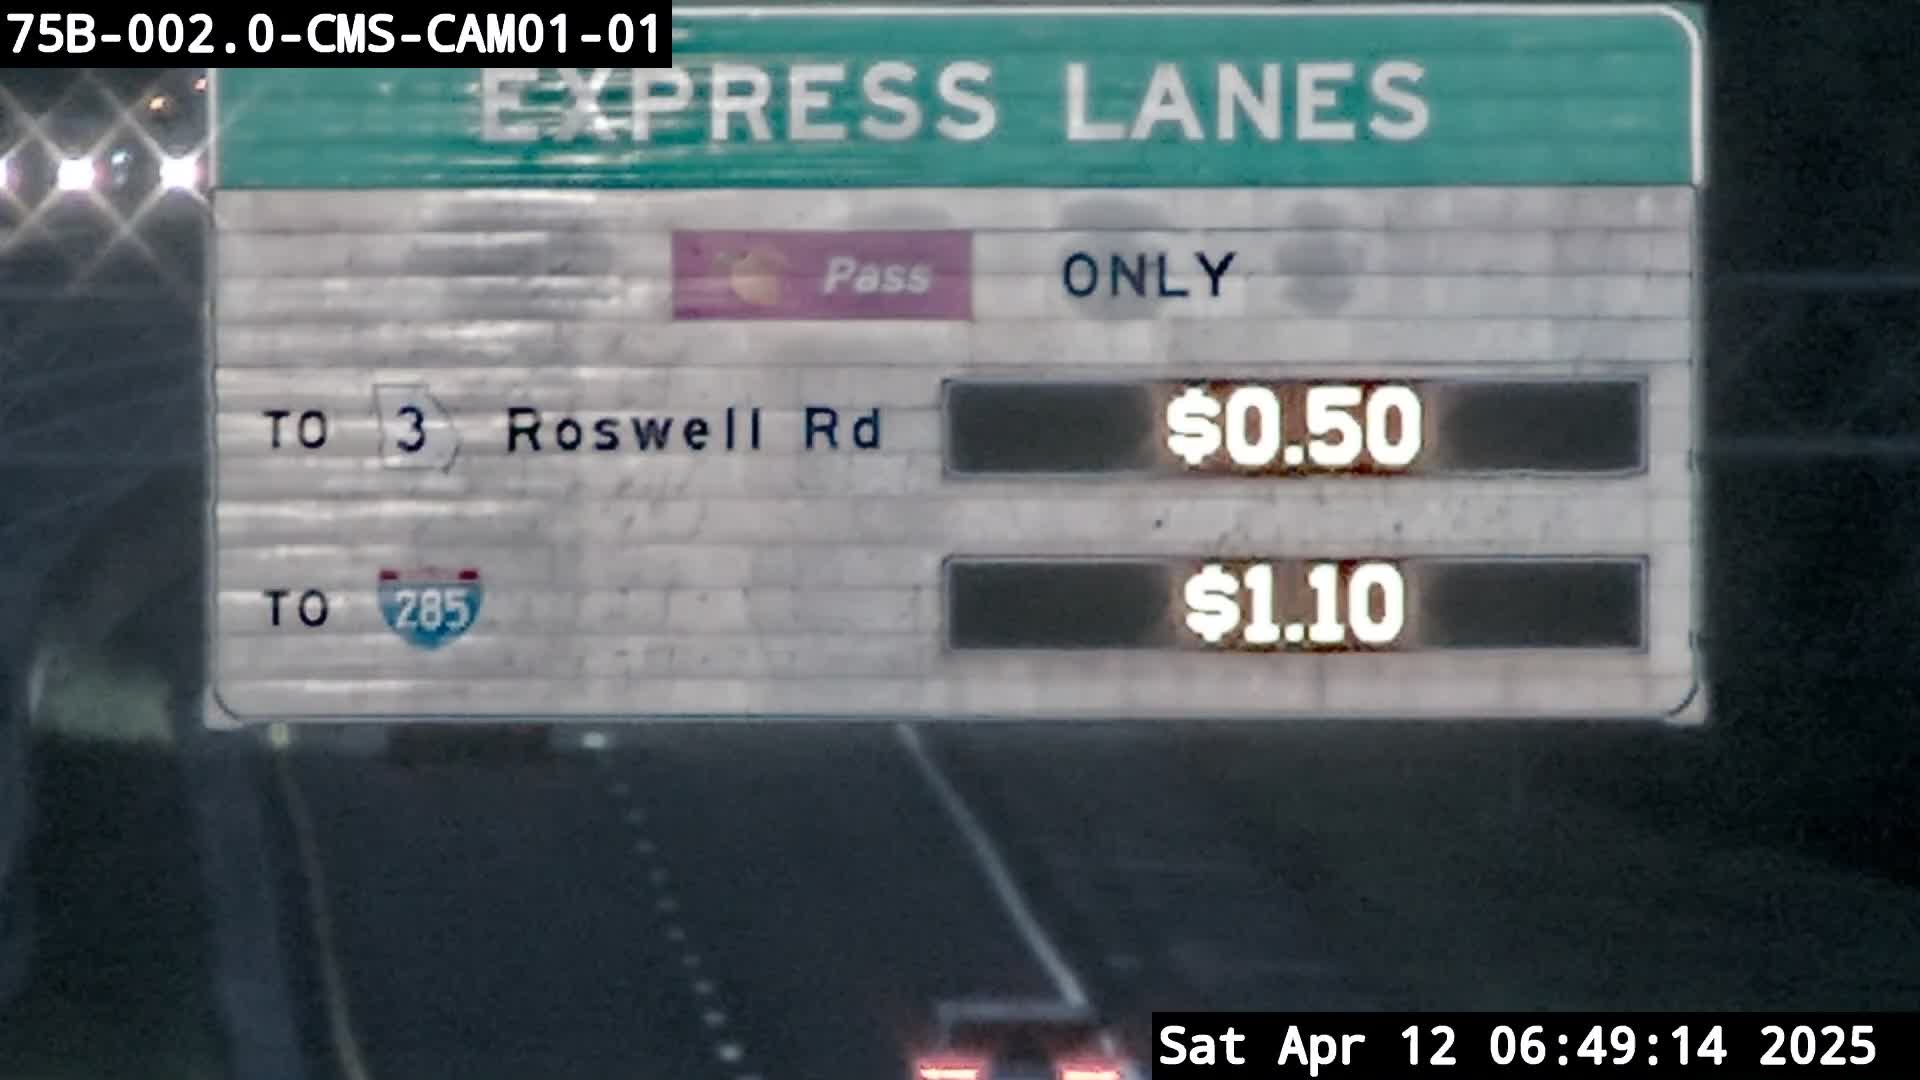 75B-002.0-CMS-CAM01-01
EXPRESS LANES
Pass ONLY
TO 3 Roswell Rd $0.50
TO 285 $1.10
Sat Apr 12 06:49:14 2025